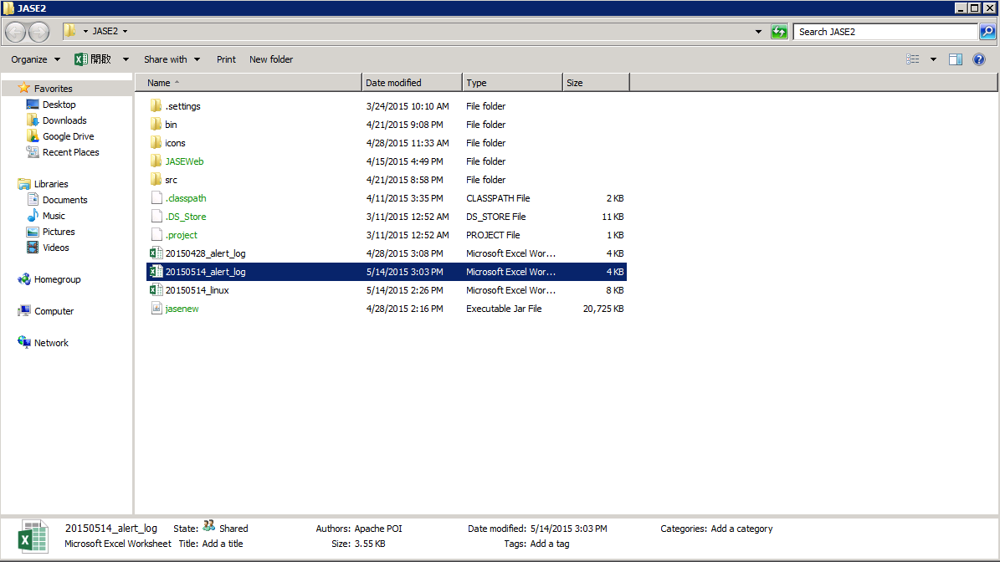 JASE2
JASE2
Search JASE2
Organize 開啟 Share with Print New folder
Name Date modified Type Size
Favorites
Desktop
Downloads
Google Drive
Recent Places
Libraries
Documents
Music
Pictures
Videos
Homegroup
Computer
Network
.settings 3/24/2015 10:10 AM File folder
bin 4/21/2015 9:08 PM File folder
icons 4/28/2015 11:33 AM File folder
JASEWeb 4/15/2015 4:49 PM File folder
src 4/21/2015 8:58 PM File folder
.classpath 4/11/2015 3:35 PM CLASSPATH File 2 KB
.DS_Store 3/11/2015 12:52 AM DS_STORE File 11 KB
.project 3/11/2015 12:52 AM PROJECT File 1 KB
20150428_alert_log 4/28/2015 3:08 PM Microsoft Excel Wor... 4 KB
20150514_alert_log 5/14/2015 3:03 PM Microsoft Excel Wor... 4 KB
20150514_linux 5/14/2015 2:26 PM Microsoft Excel Wor... 8 KB
jasenew 4/28/2015 2:16 PM Executable Jar File 20,725 KB
20150514_alert_log State: Shared Authors: Apache POI Date modified: 5/14/2015 3:03 PM Categories: Add a category
Microsoft Excel Worksheet Title: Add a title Size: 3.55 KB Tags: Add a tag